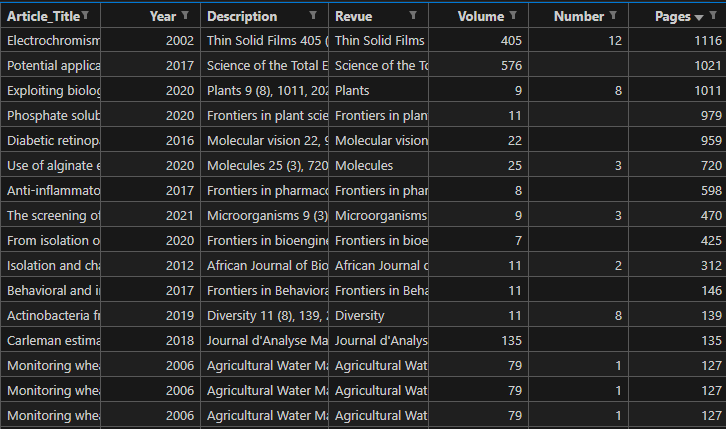 Article_Title Year Description Revue Volume Number Pages
Electrochromism 2002 Thin Solid Films 405 ( Thin Solid Films 405 12 1116
Potential applica 2017 Science of the Total E Science of the To 576 1021
Exploiting biolog 2020 Plants 9 (8), 1011, 202 Plants 9 8 1011
Phosphate solub 2020 Frontiers in plant scie Frontiers in plan 11 979
Diabetic retinop 2016 Molecular vision 22, 9 Molecular vision 22 959
Use of alginate e 2020 Molecules 25 (3), 720 Molecules 25 3 720
Anti-inflammato 2017 Frontiers in pharmaco Frontiers in phar 8 598
The screening of 2021 Microorganisms 9 (3) Microorganisms 9 3 470
From isolation o 2020 Frontiers in bioengine Frontiers in bioe 7 425
Isolation and cha 2012 African Journal of Bio African Journal o 11 2 312
Behavioral and i 2017 Frontiers in Behaviora Frontiers in Beha 11 146
Actinobacteria fr 2019 Diversity 11 (8), 139, 2 Diversity 11 8 139
Carleman estima 2018 Journal d'Analyse Ma Journal d'Analys 135 135
Monitoring whea 2006 Agricultural Water Ma Agricultural Wat 79 1 127
Monitoring whea 2006 Agricultural Water Ma Agricultural Wat 79 1 127
Monitoring whea 2006 Agricultural Water Ma Agricultural Wat 79 1 127